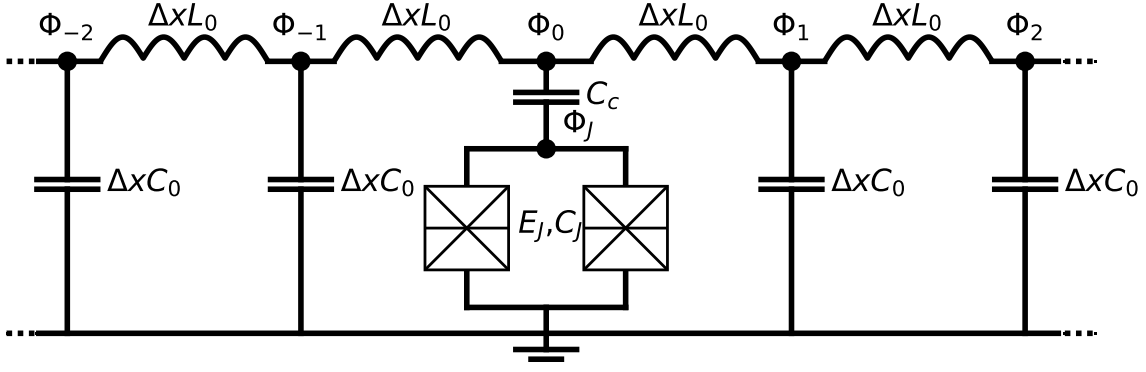 Φ₋₂ ΔxL₀ Φ₋₁ ΔxL₀ Φ₀ ΔxL₀ Φ₁ ΔxL₀ Φ₂
C_c
Φ_J
ΔxC₀ ΔxC₀ E_J,C_J ΔxC₀ ΔxC₀